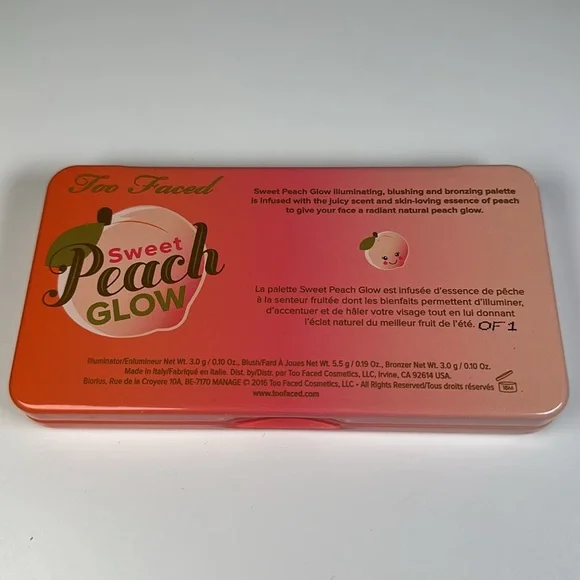 Too Faced
Sweet
Peach
GLOW
Sweet Peach Glow illuminating, blushing and bronzing palette
is infused with the juicy scent and skin-loving essence of peach
to give your face a radiant natural peach glow.
La palette Sweet Peach Glow est infusée d'essence de pêche
à la senteur fruitée dont les bienfaits permettent d'illuminer,
d'accentuer et de hâler votre visage tout en lui donnant
l'éclat naturel du meilleur fruit de l'été. OF1
Illuminator/Enlumineur Net Wt. 3.0 g / 0.10 Oz., Blush/Fard À Joues Net Wt. 5.5 g / 0.19 Oz., Bronzer Net Wt. 3.0 g / 0.10 Oz.
Made in Italy/Fabriqué en Italie. Dist. by/Distr. par Too Faced Cosmetics, LLC, Irvine, CA 92614 USA.
Biorius, Rue de la Croyere 10A, BE-7170 MANAGE © 2016 Too Faced Cosmetics, LLC • All Rights Reserved/Tous droits réservés 18M
www.toofaced.com